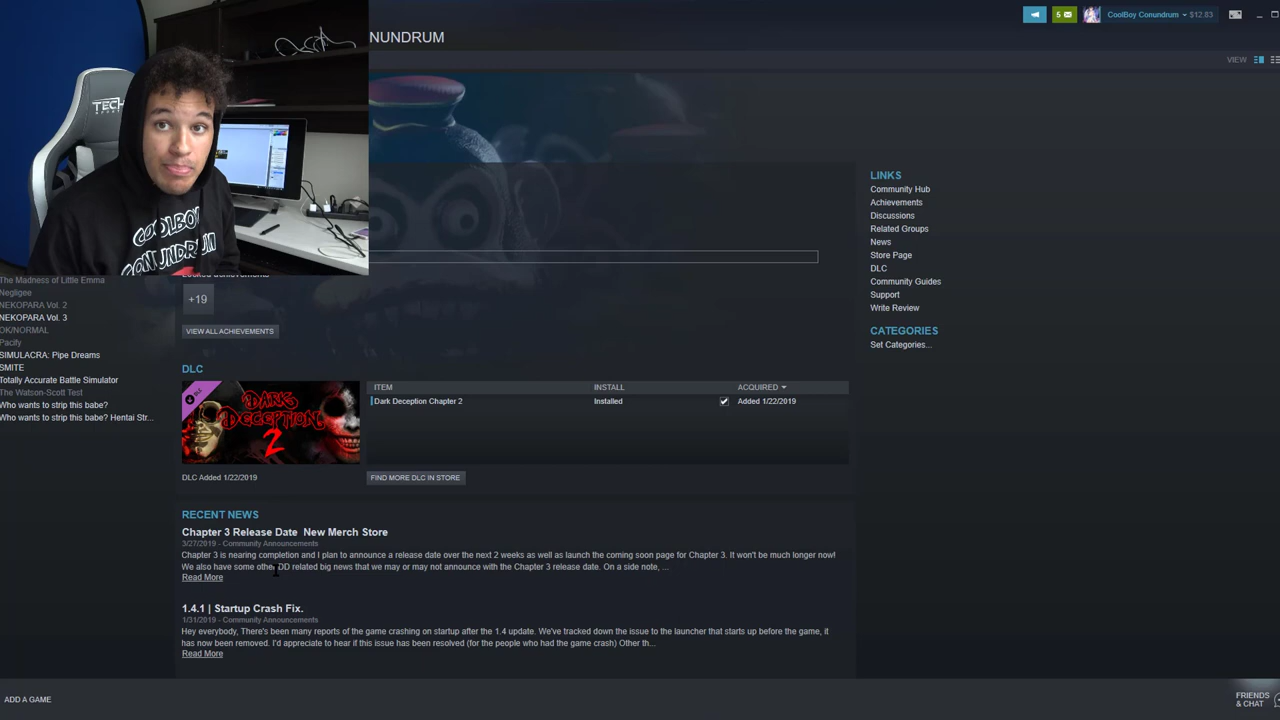 5
CoolBoy Conundrum
$12.83
NUNDRUM
VIEW
TECH
COOLBOY
CONUNDRUM
LINKS
Community Hub
Achievements
Discussions
Related Groups
News
Store Page
DLC
Community Guides
Support
Write Review
CATEGORIES
Set Categories...
The Madness of Little Emma
Negligee
NEKOPARA Vol. 2
NEKOPARA Vol. 3
OK/NORMAL
Pacify
SIMULACRA: Pipe Dreams
SMITE
Totally Accurate Battle Simulator
The Watson-Scott Test
Who wants to strip this babe?
Who wants to strip this babe? Hentai Str...
Locked achievements
+19
VIEW ALL ACHIEVEMENTS
DLC
DLC
DARK
DECEPTION
2
ITEM INSTALL ACQUIRED
Dark Deception Chapter 2 Installed Added 1/22/2019
DLC Added 1/22/2019
FIND MORE DLC IN STORE
RECENT NEWS
Chapter 3 Release Date New Merch Store
3/27/2019 - Community Announcements
Chapter 3 is nearing completion and I plan to announce a release date over the next 2 weeks as well as launch the coming soon page for Chapter 3. It won't be much longer now!
We also have some other DD related big news that we may or may not announce with the Chapter 3 release date. On a side note, ...
Read More
1.4.1 | Startup Crash Fix.
1/31/2019 - Community Announcements
Hey everybody, There's been many reports of the game crashing on startup after the 1.4 update. We've tracked down the issue to the launcher that starts up before the game, it
has now been removed. I'd appreciate to hear if this issue has been resolved (for the people who had the game crash) Other th...
Read More
ADD A GAME
FRIENDS
& CHAT